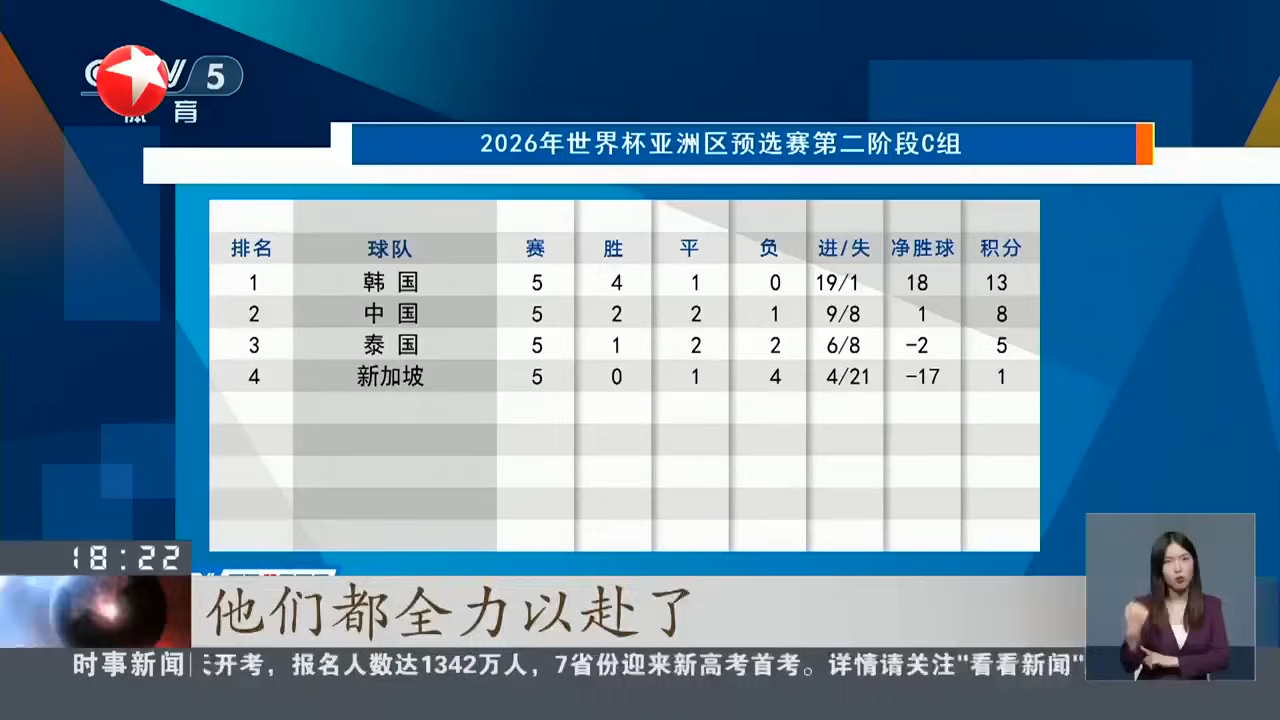 5
体育
2026年世界杯亚洲区预选赛第二阶段C组
排名 球队 赛 胜 平 负 进/失 净胜球 积分
1 韩国 5 4 1 0 19/1 18 13
2 中国 5 2 2 1 9/8 1 8
3 泰国 5 1 2 2 6/8 -2 5
4 新加坡 5 0 1 4 4/21 -17 1
18:22
他们都全力以赴了
时事新闻 开考，报名人数达1342万人，7省份迎来新高考首考。详情请关注"看看新闻"